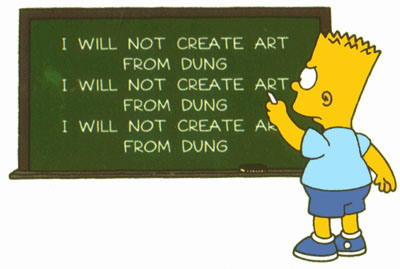 I WILL NOT CREATE ART
FROM DUNG
I WILL NOT CREATE ART
FROM DUNG
I WILL NOT CREATE A
FROM DUNG